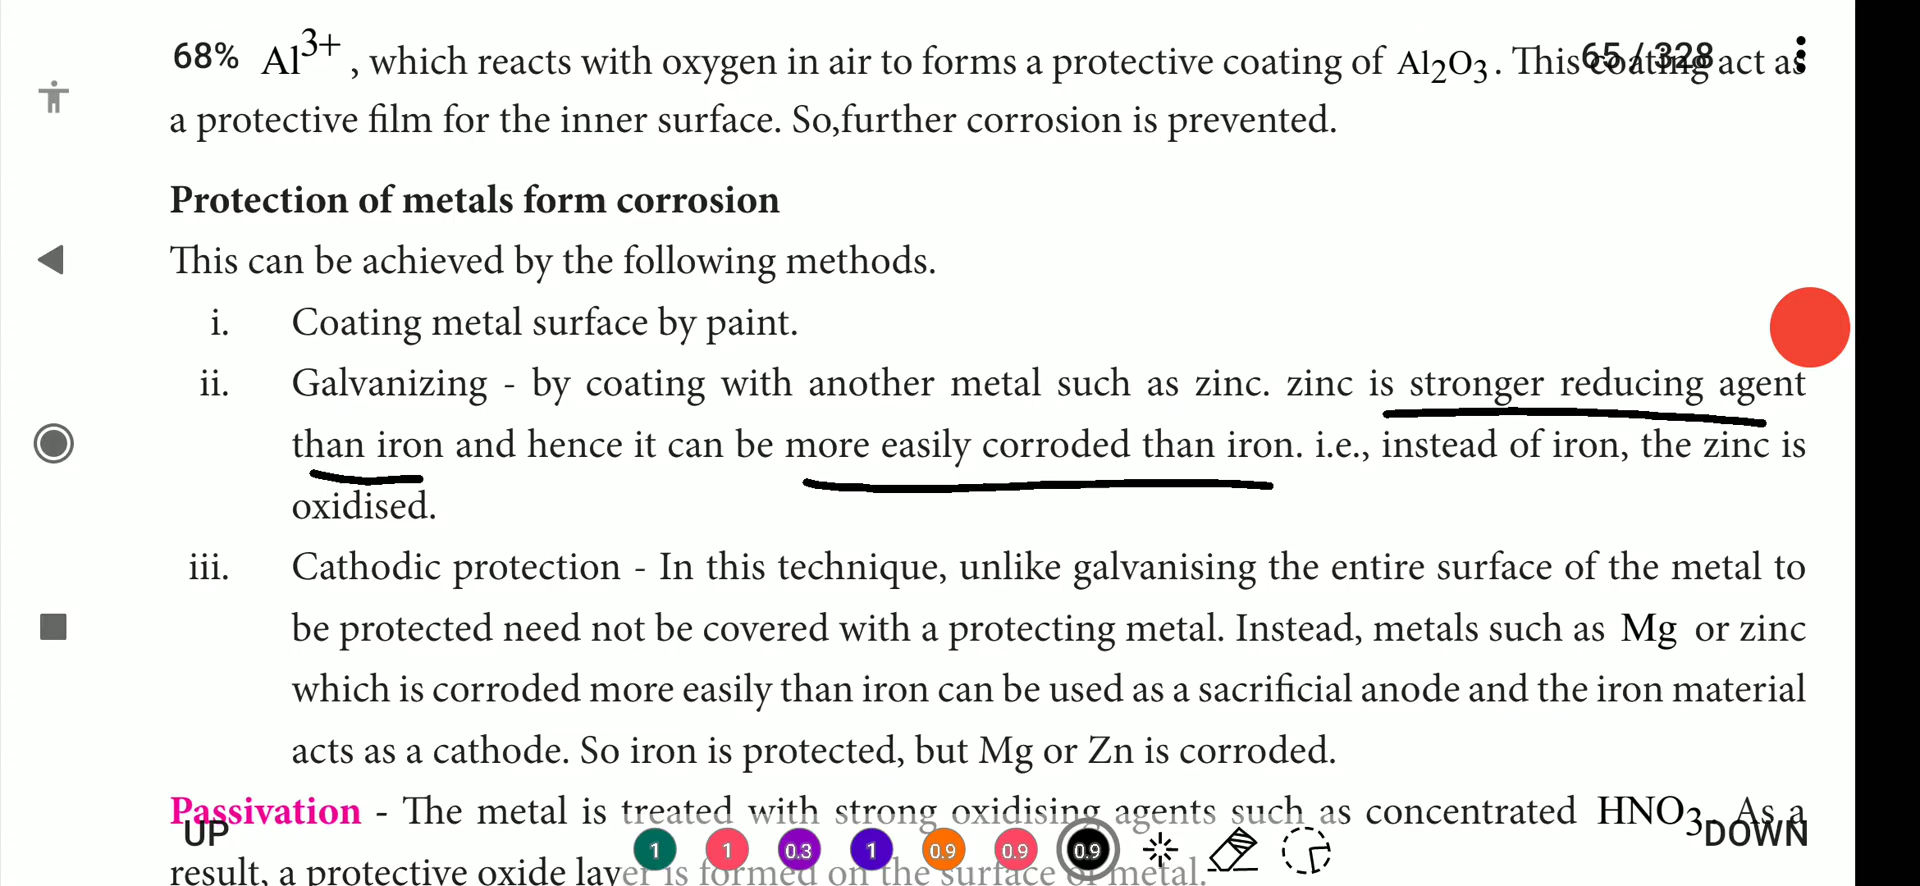 68% Al3+ , which reacts with oxygen in air to forms a protective coating of Al2O3. This coating act as
65 / 328
a protective film for the inner surface. So,further corrosion is prevented.
Protection of metals form corrosion
This can be achieved by the following methods.
i. Coating metal surface by paint.
ii. Galvanizing - by coating with another metal such as zinc. zinc is stronger reducing agent
than iron and hence it can be more easily corroded than iron. i.e., instead of iron, the zinc is
oxidised.
iii. Cathodic protection - In this technique, unlike galvanising the entire surface of the metal to
be protected need not be covered with a protecting metal. Instead, metals such as Mg or zinc
which is corroded more easily than iron can be used as a sacrificial anode and the iron material
acts as a cathode. So iron is protected, but Mg or Zn is corroded.
Passivation - The metal is treated with strong oxidising agents such as concentrated HNO3. As a
UP
DOWN
1 1 0.3 1 0.9 0.9 0.9
result, a protective oxide layer is formed on the surface of metal.